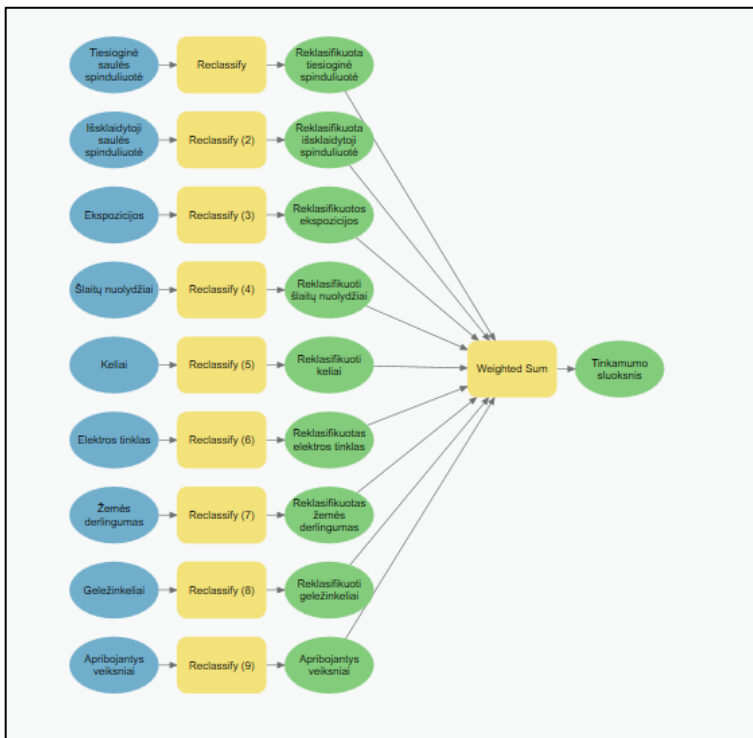 Tiesioginė
saulės
spinduliuotė
Reclassify
Reklasifikuota
tiesioginė
spinduliuotė
Išsklaidytoji
saulės
spinduliuotė
Reclassify (2)
Reklasifikuota
išsklaidytoji
spinduliuotė
Ekspozicijos
Reclassify (3)
Reklasifikuotos
ekspozicijos
Šlaitų nuolydžiai
Reclassify (4)
Reklasifikuoti
šlaitų nuolydžiai
Keliai
Reclassify (5)
Reklasifikuoti
keliai
Weighted Sum
Tinkamumo
sluoksnis
Elektros tinklas
Reclassify (6)
Reklasifikuotas
elektros tinklas
Žemės
derlingumas
Reclassify (7)
Reklasifikuotas
žemės
derlingumas
Geležinkeliai
Reclassify (8)
Reklasifikuoti
geležinkeliai
Apribojantys
veiksniai
Reclassify (9)
Apribojantys
veiksniai